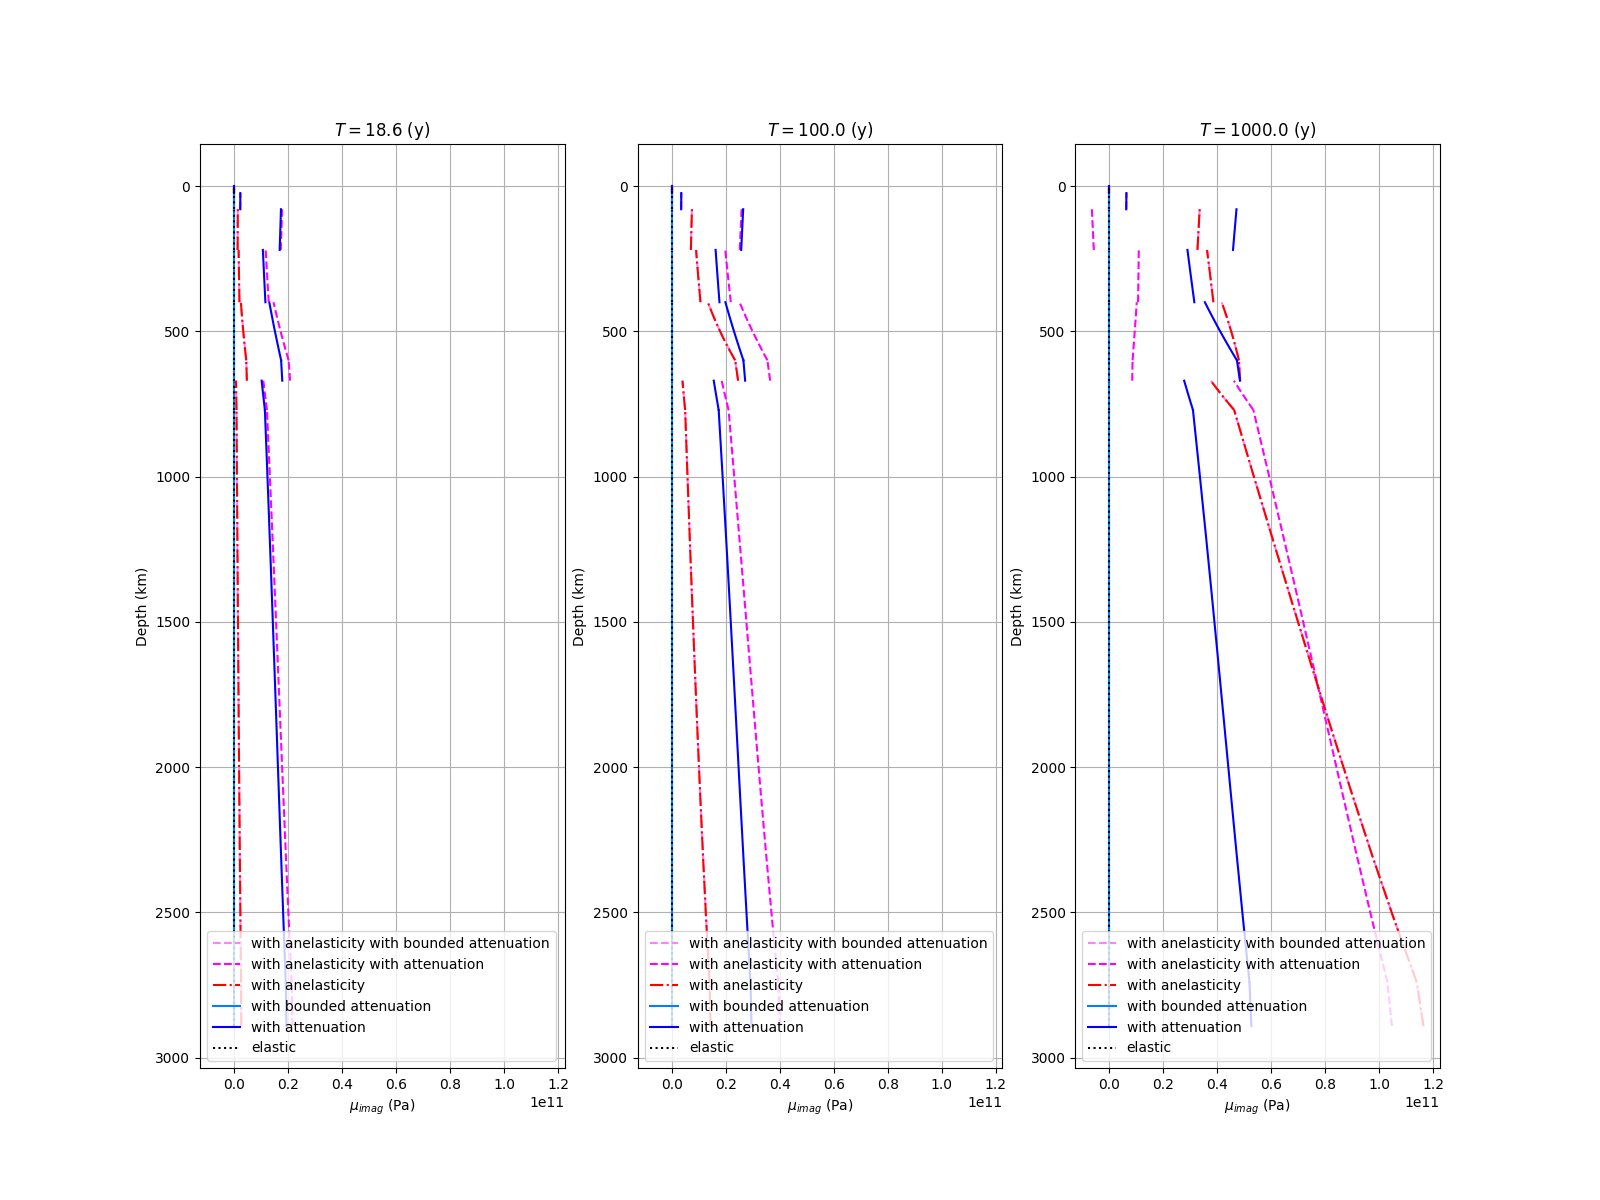 T = 18.6 (y)
0
500
1000
1500
2000
2500
3000
Depth (km)
with anelasticity with bounded attenuation
with anelasticity with attenuation
with anelasticity
with bounded attenuation
with attenuation
elastic
0.0 0.2 0.4 0.6 0.8 1.0 1.2
1e11
μimag (Pa)
T = 100.0 (y)
0
500
1000
1500
2000
2500
3000
Depth (km)
with anelasticity with bounded attenuation
with anelasticity with attenuation
with anelasticity
with bounded attenuation
with attenuation
elastic
0.0 0.2 0.4 0.6 0.8 1.0 1.2
1e11
μimag (Pa)
T = 1000.0 (y)
0
500
1000
1500
2000
2500
3000
Depth (km)
with anelasticity with bounded attenuation
with anelasticity with attenuation
with anelasticity
with bounded attenuation
with attenuation
elastic
0.0 0.2 0.4 0.6 0.8 1.0 1.2
1e11
μimag (Pa)